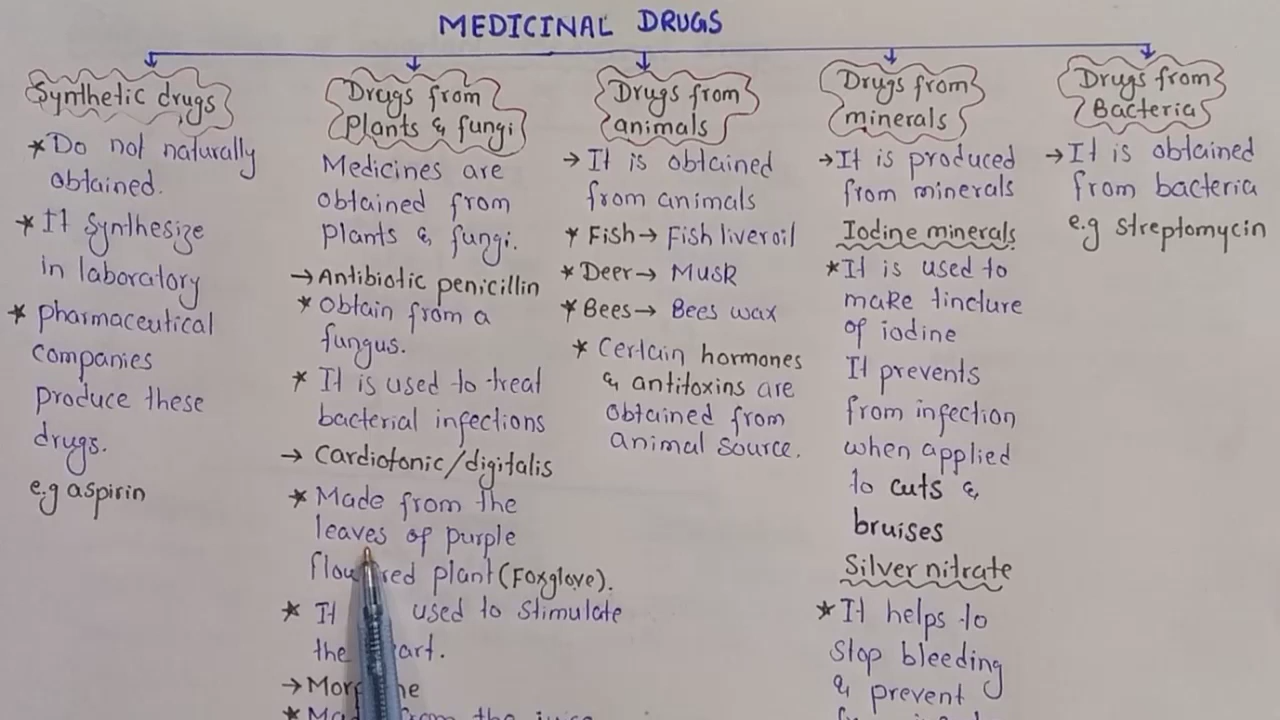 MEDICINAL DRUGS
Synthetic drugs
* Do not naturally
obtained.
* It Synthesize
in laboratory
* pharmaceutical
companies
produce these
drugs.
e.g aspirin
Drugs from
Plants & fungi
Medicines are
obtained from
plants & fungi.
→ Antibiotic penicillin
* Obtain from a
fungus.
* It is used to treat
bacterial infections
→ Cardiotonic/digitalis
* Made from the
leaves of purple
plant (Foxglove).
* It used to stimulate
the
→
* from the juice
Drugs from
animals
→ It is obtained
from animals
* Fish → Fish liver oil
* Deer → Musk
* Bees → Bees wax
* Certain hormones
& antitoxins are
obtained from
animal source.
Drugs from
minerals
→ It is produced
from minerals
Iodine minerals
* It is used to
make tincture
of iodine
It prevents
from infection
when applied
to cuts &
bruises
Silver nitrate
* It helps to
stop bleeding
& prevent
Drugs from
Bacteria
→ It is obtained
from bacteria
e.g Streptomycin